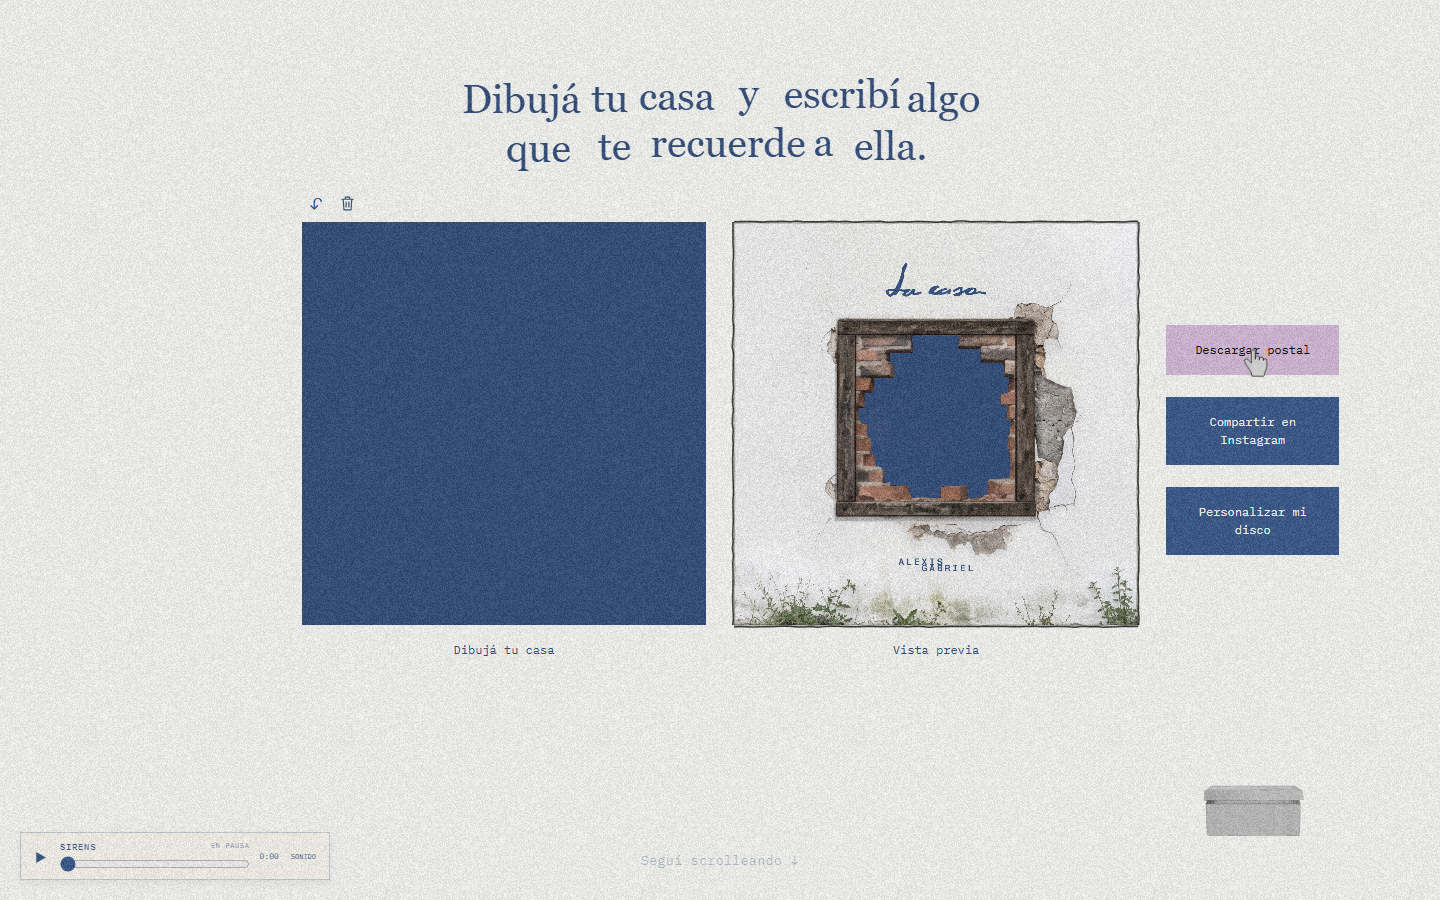 Dibujá tu casa y escribí algo
que te recuerde a ella.
La casa
ALEXIS
GABRIEL
Descargar postal
Compartir en
Instagram
Personalizar mi
disco
Dibujá tu casa
Vista previa
SIRENS
EN PAUSA
0:00
SONIDO
Seguí scrolleando ↓